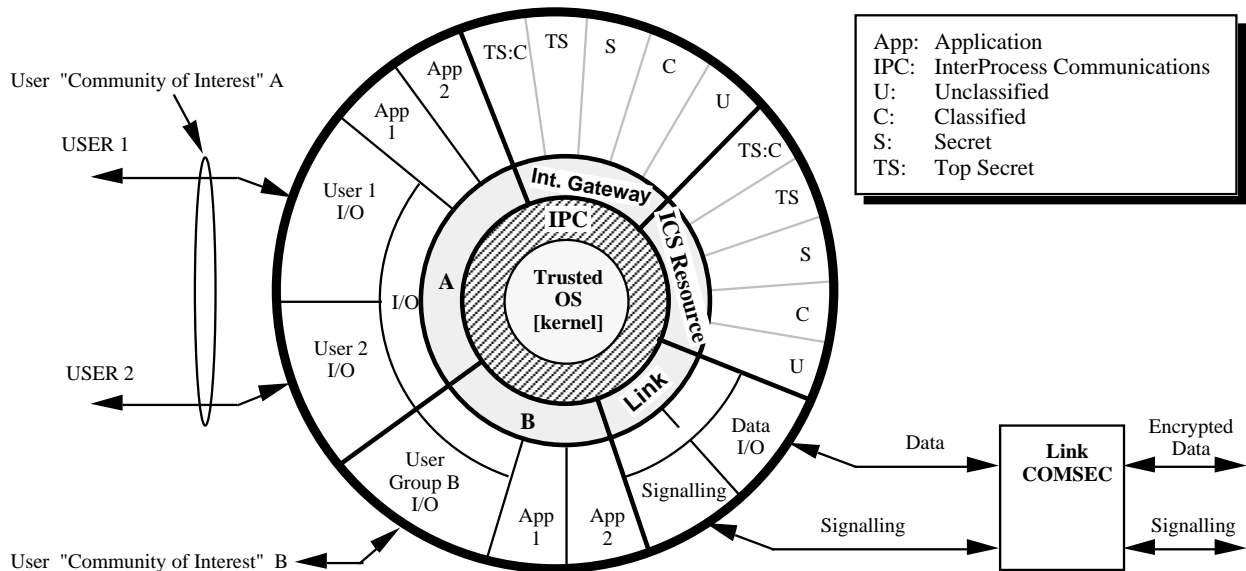 User "Community of Interest" A
USER 1
USER 2
User "Community of Interest" B
App
1
App
2
User 1
I/O
I/O
User 2
I/O
User
Group B
I/O
App
1
App
2
Signalling
Data
I/O
TS:C
TS
S
C
U
TS:C
TS
S
C
U
Int. Gateway
ICS Resource
Link
A
B
IPC
Trusted
OS
[kernel]
App: Application
IPC: InterProcess Communications
U: Unclassified
C: Classified
S: Secret
TS: Top Secret
Data
Signalling
Link
COMSEC
Encrypted
Data
Signalling